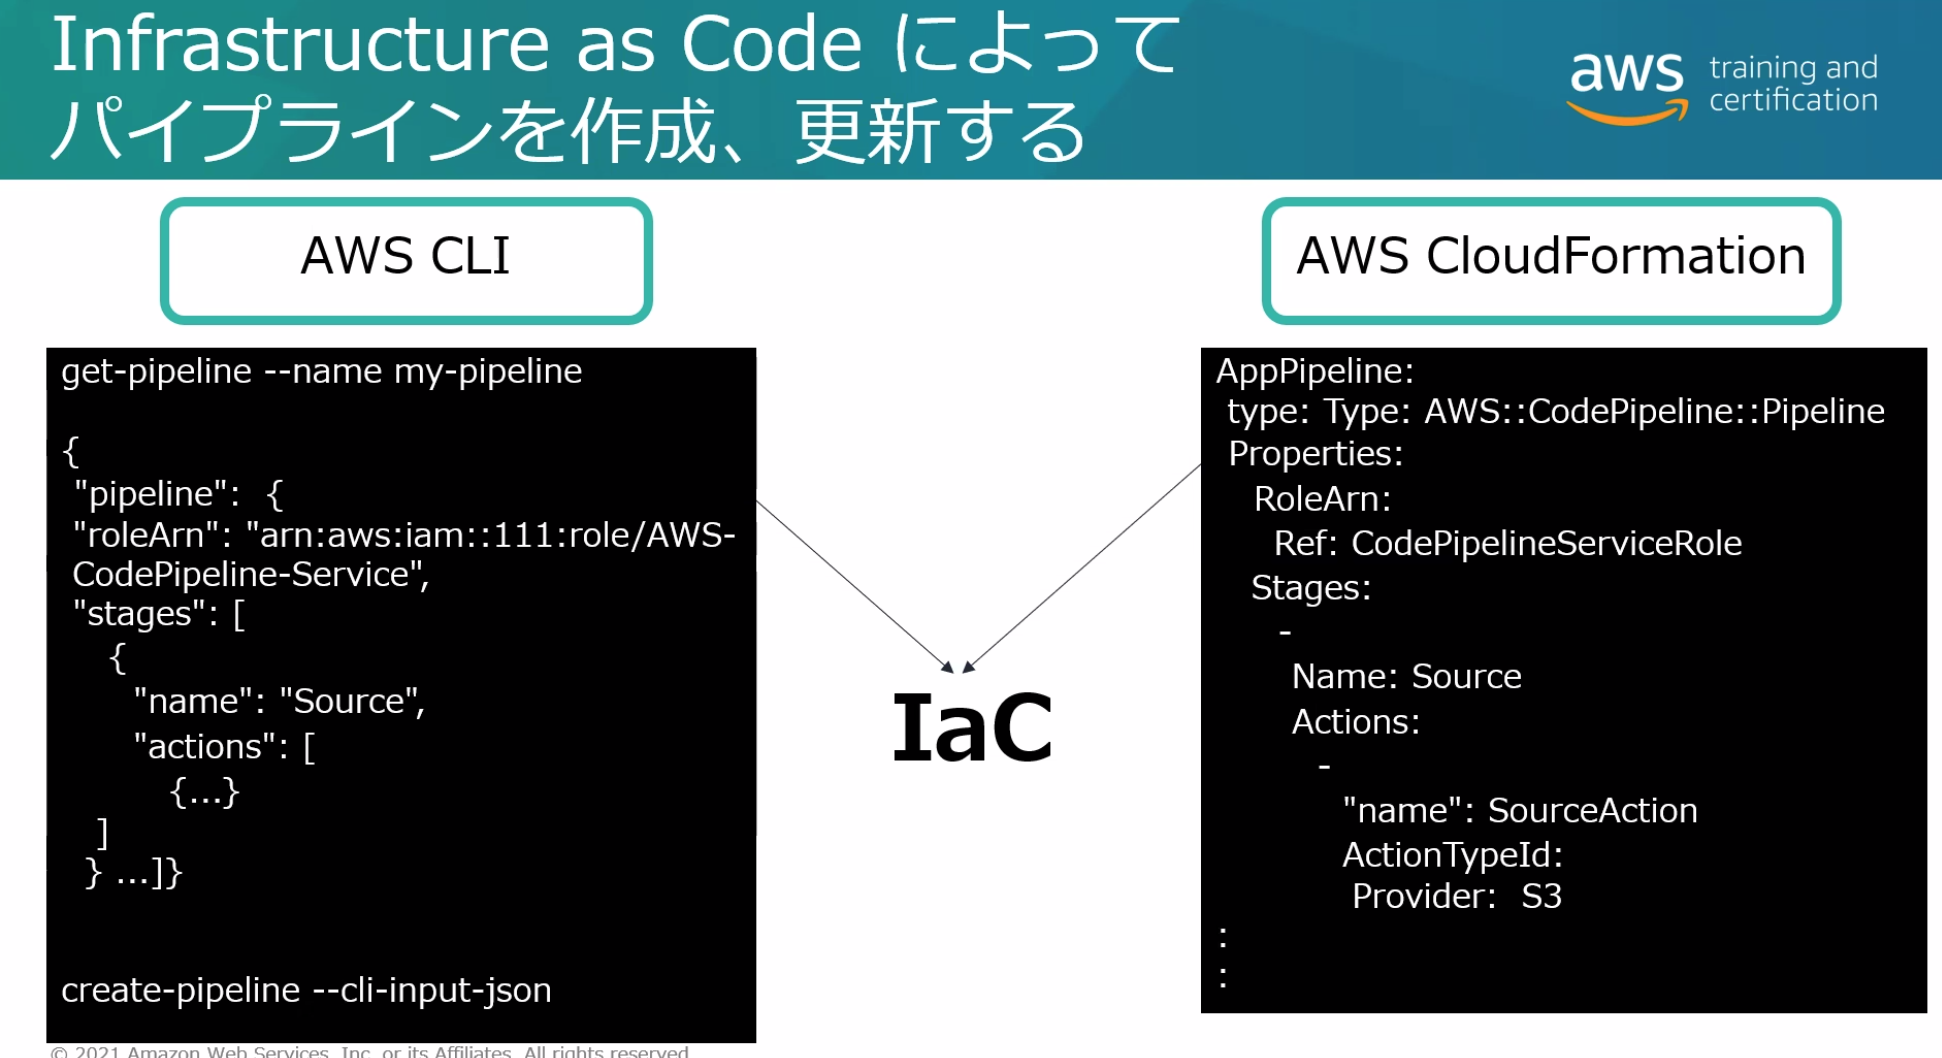 Infrastructure as Code によって
パイプラインを作成、更新する
aws training and
certification
AWS CLI
get-pipeline --name my-pipeline
{
"pipeline": {
"roleArn": "arn:aws:iam::111:role/AWS-
CodePipeline-Service",
"stages": [
{
"name": "Source",
"actions": [
{...}
]
} ...]}
create-pipeline --cli-input-json
IaC
AWS CloudFormation
AppPipeline:
type: Type: AWS::CodePipeline::Pipeline
Properties:
RoleArn:
Ref: CodePipelineServiceRole
Stages:
-
Name: Source
Actions:
-
"name": SourceAction
ActionTypeId:
Provider: S3
:
:
© 2021 Amazon Web Services, Inc. or its Affiliates. All rights reserved.